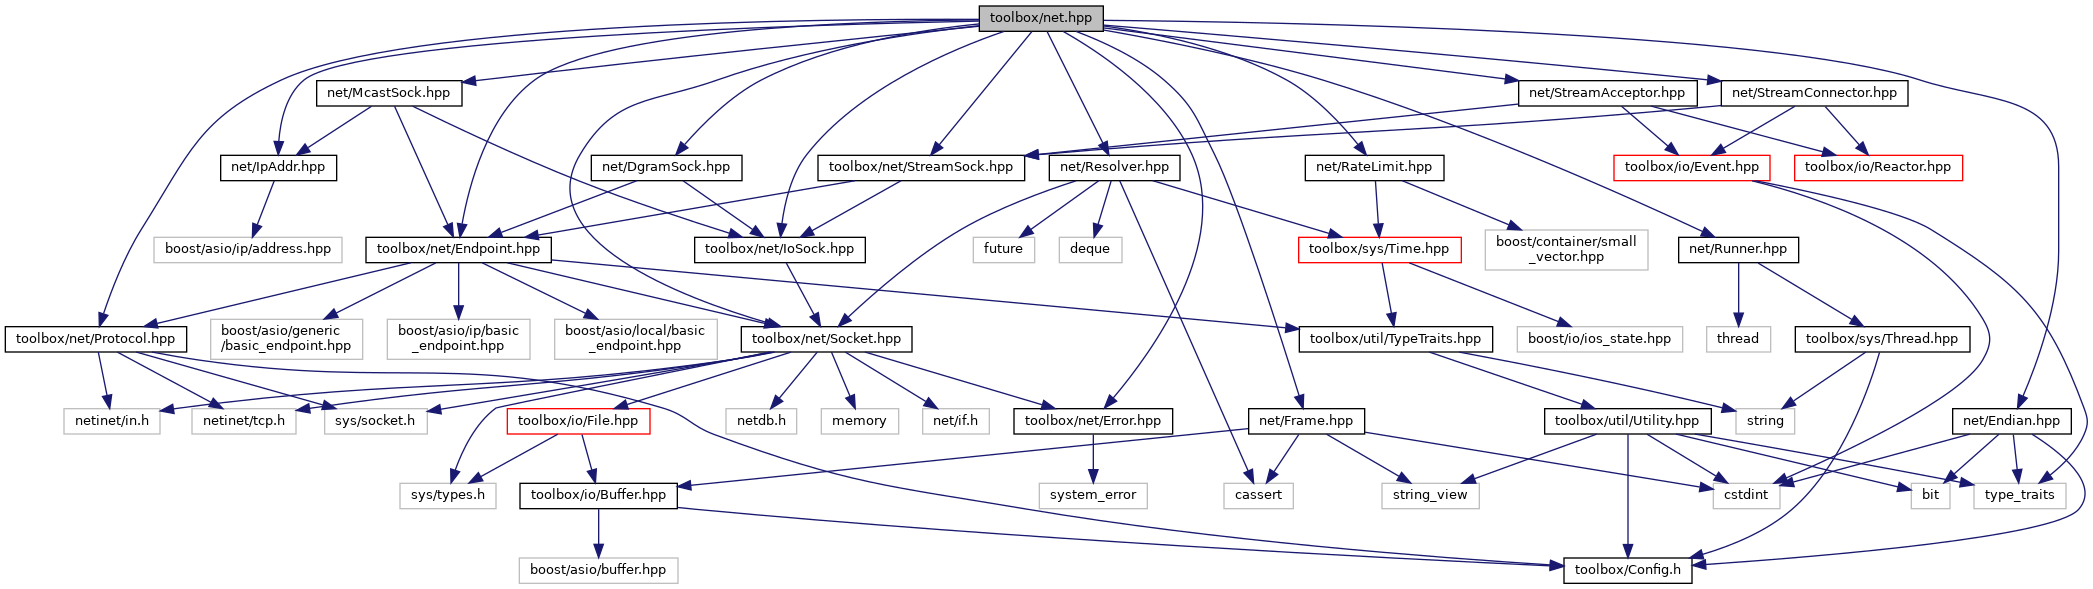 toolbox/net.hpp
net/McastSock.hpp
net/StreamAcceptor.hpp
net/StreamConnector.hpp
net/IpAddr.hpp
net/DgramSock.hpp
toolbox/net/StreamSock.hpp
net/Resolver.hpp
net/RateLimit.hpp
toolbox/io/Event.hpp
toolbox/io/Reactor.hpp
boost/asio/ip/address.hpp
toolbox/net/Endpoint.hpp
toolbox/net/IoSock.hpp
future
deque
toolbox/sys/Time.hpp
boost/container/small
_vector.hpp
net/Runner.hpp
toolbox/net/Protocol.hpp
boost/asio/generic
/basic_endpoint.hpp
boost/asio/ip/basic
_endpoint.hpp
boost/asio/local/basic
_endpoint.hpp
toolbox/net/Socket.hpp
toolbox/util/TypeTraits.hpp
boost/io/ios_state.hpp
thread
toolbox/sys/Thread.hpp
netinet/in.h
netinet/tcp.h
sys/socket.h
toolbox/io/File.hpp
netdb.h
memory
net/if.h
toolbox/net/Error.hpp
net/Frame.hpp
toolbox/util/Utility.hpp
string
net/Endian.hpp
sys/types.h
toolbox/io/Buffer.hpp
system_error
cassert
string_view
cstdint
bit
type_traits
boost/asio/buffer.hpp
toolbox/Config.h